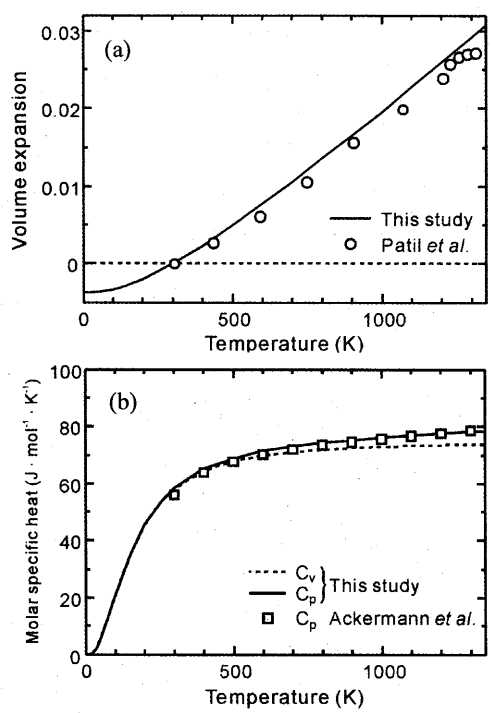 0.03
(a)
0.02
0.01
0
Volume expansion
This study
Patil et al.
0 500 1000
Temperature (K)
100
(b)
80
60
40
20
0
Molar specific heat (J · mol⁻¹ · K⁻¹)
Cᵥ
Cₚ } This study
Cₚ Ackermann et al.
0 500 1000
Temperature (K)